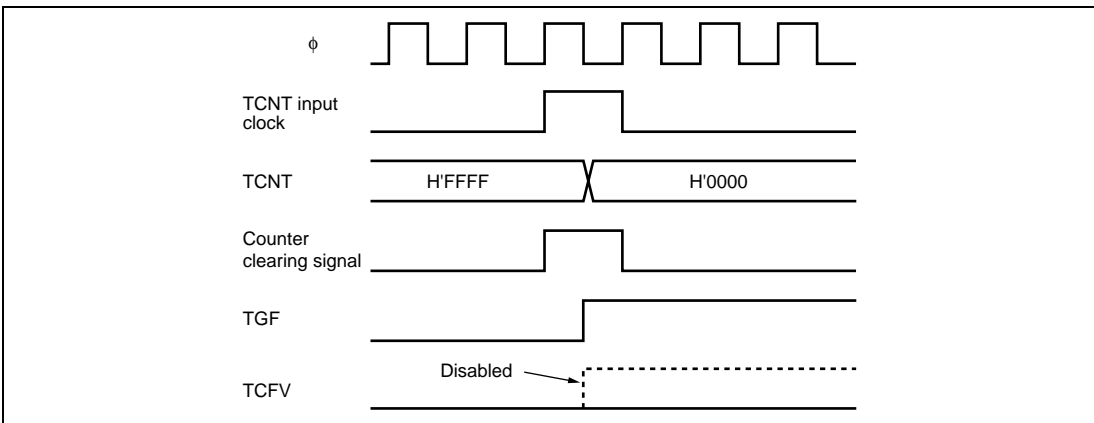 ϕ
TCNT input
clock
TCNT
H'FFFF
H'0000
Counter
clearing signal
TGF
Disabled
TCFV